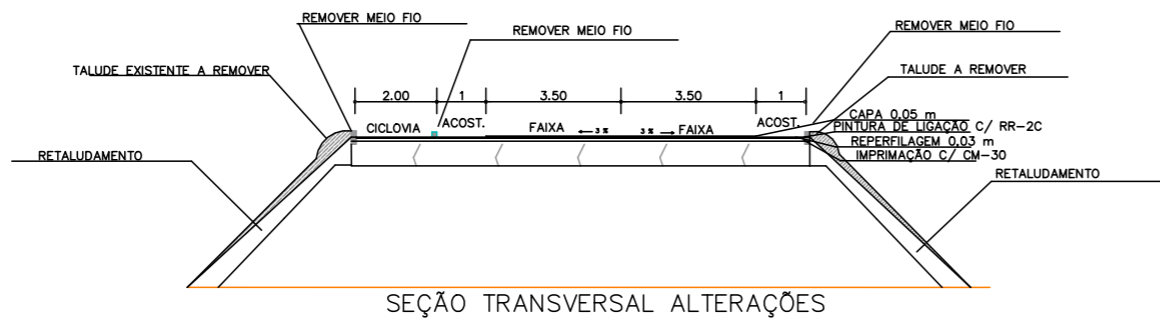 REMOVER MEIO FIO
REMOVER MEIO FIO
REMOVER MEIO FIO
TALUDE EXISTENTE A REMOVER
TALUDE A REMOVER
2.00 1 3.50 3.50 1
CICLOVIA ACOST. FAIXA 3% 3% FAIXA ACOST.
CAPA 0.05 m
PINTURA DE LIGAÇÃO C/ RR-2C
REPERFILAGEM 0.03 m
IMPRIMAÇÃO C/ CM-30
RETALUDAMENTO
RETALUDAMENTO
SEÇÃO TRANSVERSAL ALTERAÇÕES